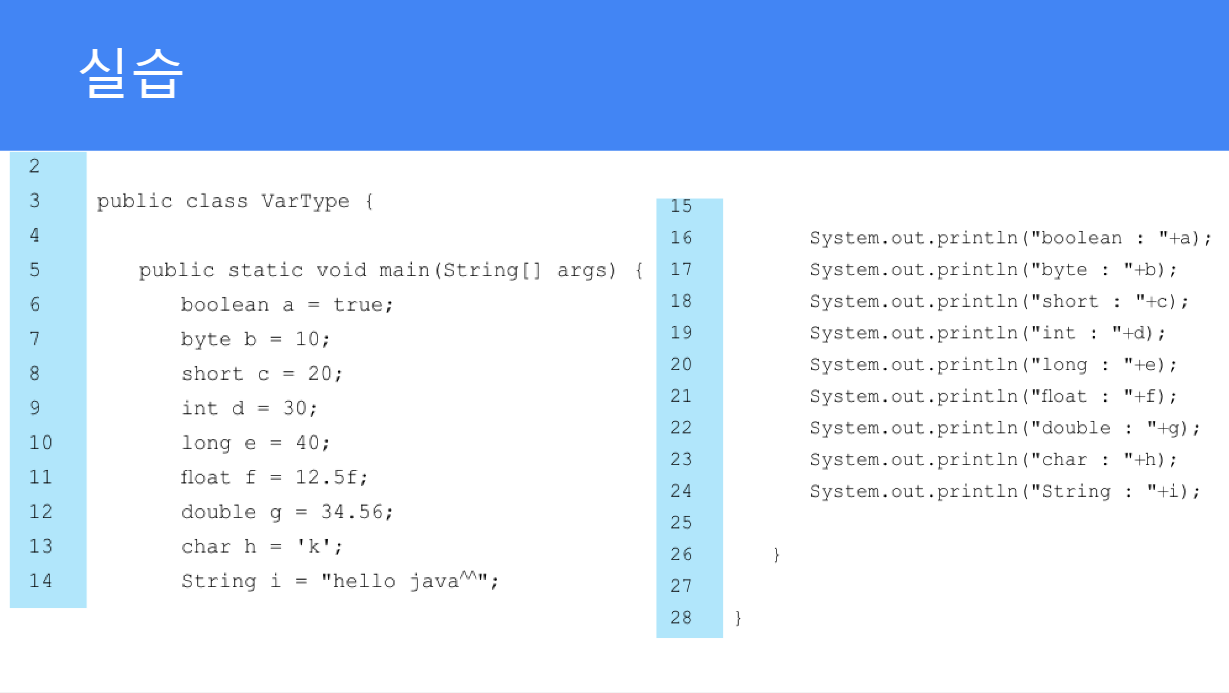 실습
2
3 public class VarType {
4
5 public static void main(String[] args) {
6 boolean a = true;
7 byte b = 10;
8 short c = 20;
9 int d = 30;
10 long e = 40;
11 float f = 12.5f;
12 double g = 34.56;
13 char h = 'k';
14 String i = "hello java^^";
15
16 System.out.println("boolean : "+a);
17 System.out.println("byte : "+b);
18 System.out.println("short : "+c);
19 System.out.println("int : "+d);
20 System.out.println("long : "+e);
21 System.out.println("float : "+f);
22 System.out.println("double : "+g);
23 System.out.println("char : "+h);
24 System.out.println("String : "+i);
25
26 }
27
28 }